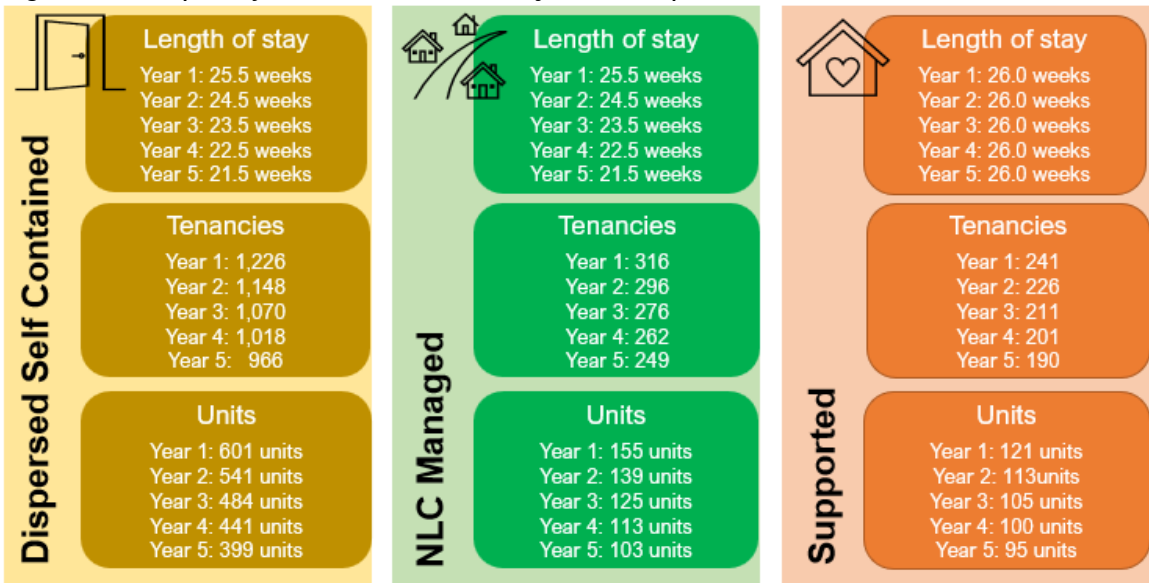 Dispersed Self Contained
Length of stay
Year 1: 25.5 weeks
Year 2: 24.5 weeks
Year 3: 23.5 weeks
Year 4: 22.5 weeks
Year 5: 21.5 weeks
Tenancies
Year 1: 1,226
Year 2: 1,148
Year 3: 1,070
Year 4: 1,018
Year 5: 966
Units
Year 1: 601 units
Year 2: 541 units
Year 3: 484 units
Year 4: 441 units
Year 5: 399 units
NLC Managed
Length of stay
Year 1: 25.5 weeks
Year 2: 24.5 weeks
Year 3: 23.5 weeks
Year 4: 22.5 weeks
Year 5: 21.5 weeks
Tenancies
Year 1: 316
Year 2: 296
Year 3: 276
Year 4: 262
Year 5: 249
Units
Year 1: 155 units
Year 2: 139 units
Year 3: 125 units
Year 4: 113 units
Year 5: 103 units
Supported
Length of stay
Year 1: 26.0 weeks
Year 2: 26.0 weeks
Year 3: 26.0 weeks
Year 4: 26.0 weeks
Year 5: 26.0 weeks
Tenancies
Year 1: 241
Year 2: 226
Year 3: 211
Year 4: 201
Year 5: 190
Units
Year 1: 121 units
Year 2: 113units
Year 3: 105 units
Year 4: 100 units
Year 5: 95 units